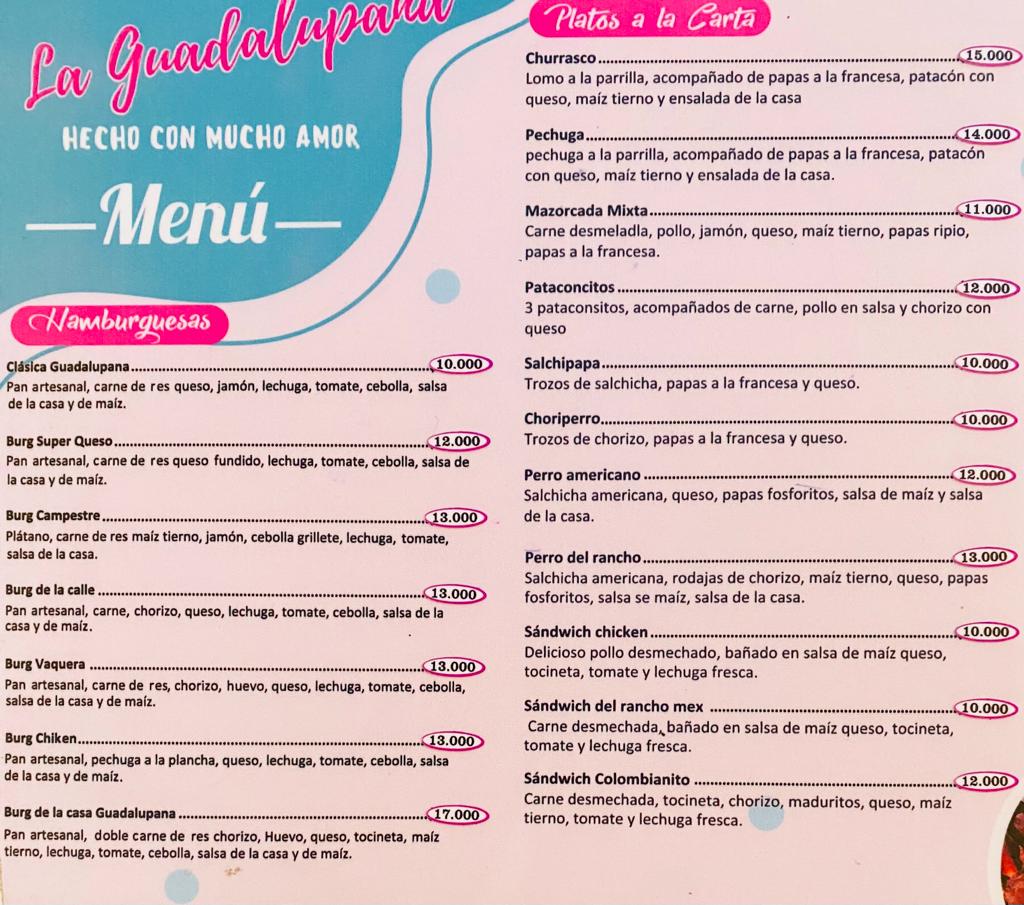 La Guadalupana
HECHO CON MUCHO AMOR
Menú
Hamburguesas
Clásica Guadalupana 10.000
Pan artesanal, carne de res queso, jamón, lechuga, tomate, cebolla, salsa
de la casa y de maíz.
Burg Super Queso 12.000
Pan artesanal, carne de res queso fundido, lechuga, tomate, cebolla, salsa de
la casa y de maíz.
Burg Campestre 13.000
Plátano, carne de res maíz tierno, jamón, cebolla grillete, lechuga, tomate,
salsa de la casa.
Burg de la calle 13.000
Pan artesanal, carne, chorizo, queso, lechuga, tomate, cebolla, salsa de la
casa y de maíz.
Burg Vaquera 13.000
Pan artesanal, carne de res, chorizo, huevo, queso, lechuga, tomate, cebolla,
salsa de la casa y de maíz.
Burg Chiken 13.000
Pan artesanal, pechuga a la plancha, queso, lechuga, tomate, cebolla, salsa
de la casa y de maíz.
Burg de la casa Guadalupana 17.000
Pan artesanal, doble carne de res chorizo, Huevo, queso, tocineta, maíz
tierno, lechuga, tomate, cebolla, salsa de la casa y de maíz.
Platos a la Carta
Churrasco 15.000
Lomo a la parrilla, acompañado de papas a la francesa, patacón con
queso, maíz tierno y ensalada de la casa
Pechuga 14.000
pechuga a la parrilla, acompañado de papas a la francesa, patacón
con queso, maíz tierno y ensalada de la casa.
Mazorcada Mixta 11.000
Carne desmeladla, pollo, jamón, queso, maíz tierno, papas ripio,
papas a la francesa.
Pataconcitos 12.000
3 pataconsitos, acompañados de carne, pollo en salsa y chorizo con
queso
Salchipapa 10.000
Trozos de salchicha, papas a la francesa y queso.
Choriperro 10.000
Trozos de chorizo, papas a la francesa y queso.
Perro americano 12.000
Salchicha americana, queso, papas fosforitos, salsa de maíz y salsa
de la casa.
Perro del rancho 13.000
Salchicha americana, rodajas de chorizo, maíz tierno, queso, papas
fosforitos, salsa se maíz, salsa de la casa.
Sándwich chicken 10.000
Delicioso pollo desmechado, bañado en salsa de maíz queso,
tocineta, tomate y lechuga fresca.
Sándwich del rancho mex 10.000
Carne desmechada, bañado en salsa de maíz queso, tocineta,
tomate y lechuga fresca.
Sándwich Colombianito 12.000
Carne desmechada, tocineta, chorizo, maduritos, queso, maíz
tierno, tomate y lechuga fresca.